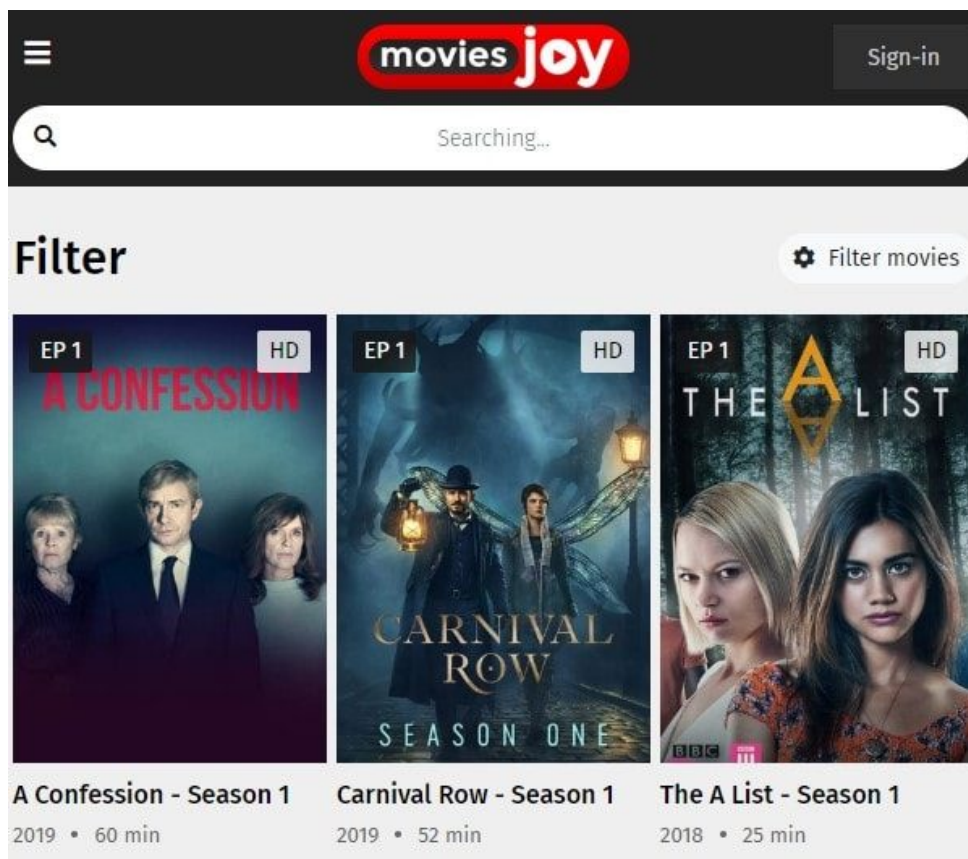 movies joy
Sign-in
Searching...
Filter
Filter movies
EP 1
HD
A CONFESSION
EP 1
HD
CARNIVAL
ROW
SEASON ONE
EP 1
HD
THE A LIST
BBC
III
A Confession - Season 1
2019 • 60 min
Carnival Row - Season 1
2019 • 52 min
The A List - Season 1
2018 • 25 min